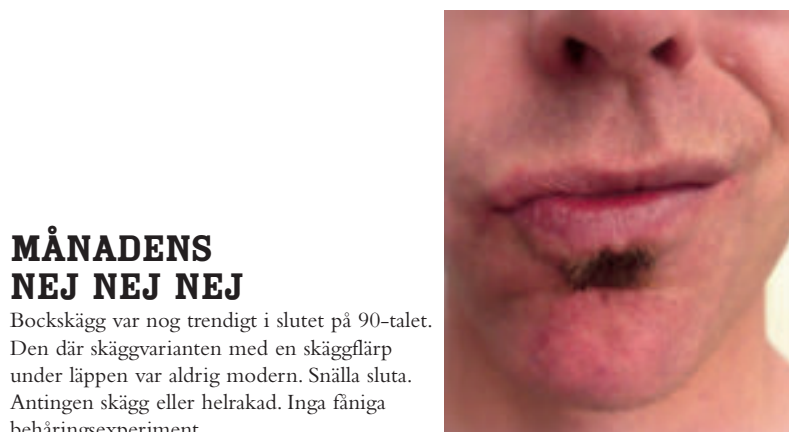 MÅNADENS
NEJ NEJ NEJ
Bockskägg var nog trendigt i slutet på 90-talet.
Den där skäggvarianten med en skäggflärp
under läppen var aldrig modern. Snälla sluta.
Antingen skägg eller helrakad. Inga fåniga
behåringsexperiment.